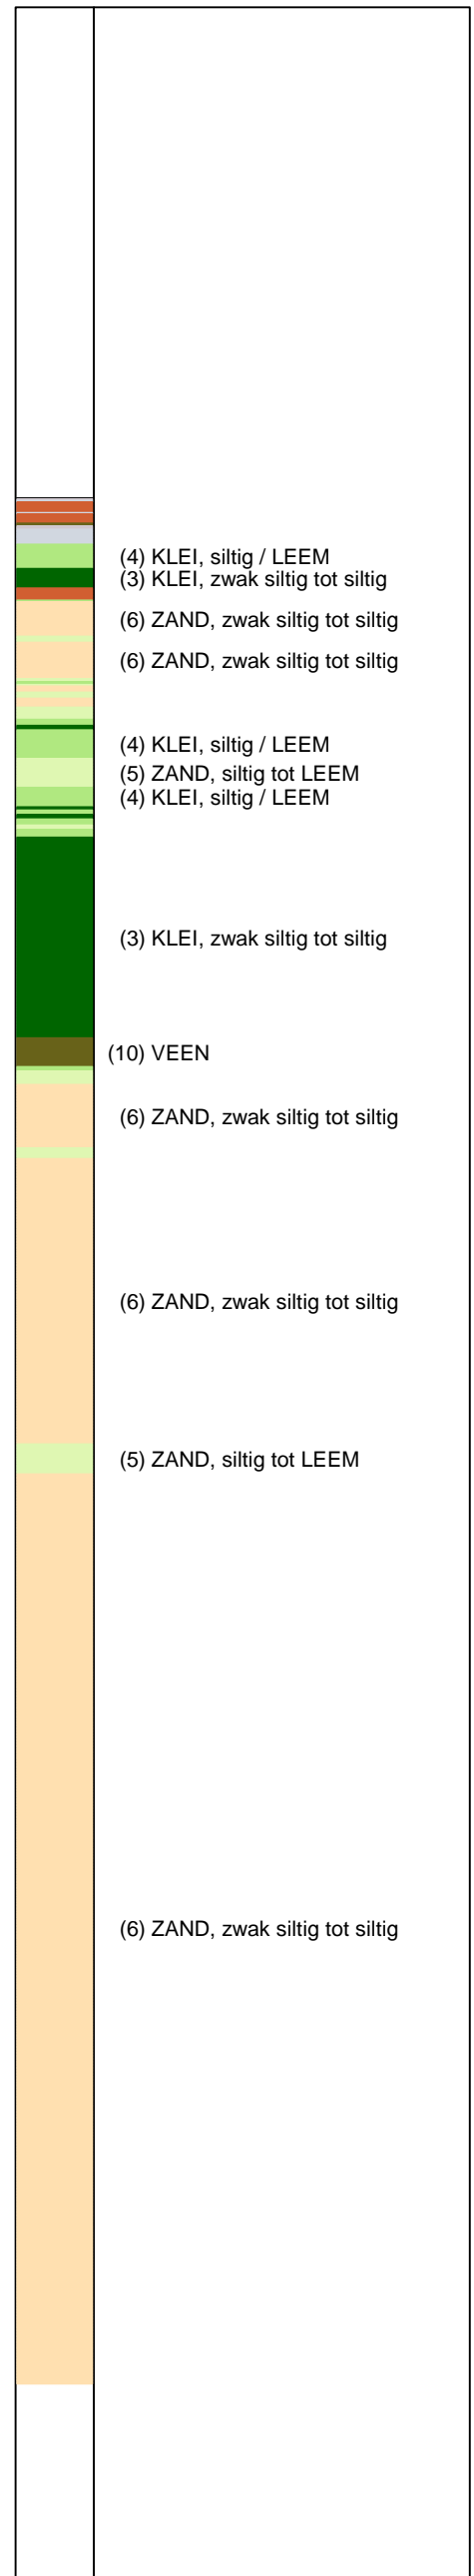 (4) KLEI, siltig / LEEM
(3) KLEI, zwak siltig tot siltig
(6) ZAND, zwak siltig tot siltig
(6) ZAND, zwak siltig tot siltig
(4) KLEI, siltig / LEEM
(5) ZAND, siltig tot LEEM
(4) KLEI, siltig / LEEM
(3) KLEI, zwak siltig tot siltig
(10) VEEN
(6) ZAND, zwak siltig tot siltig
(6) ZAND, zwak siltig tot siltig
(5) ZAND, siltig tot LEEM
(6) ZAND, zwak siltig tot siltig